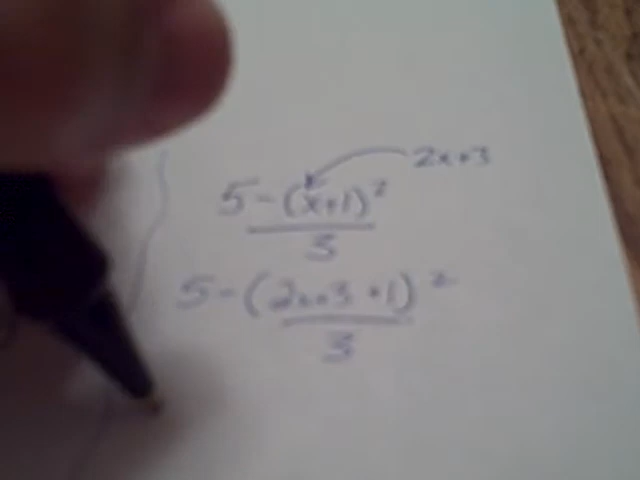 2x+3
5-(x+1)²
3
5-(2x+3+1)²
3